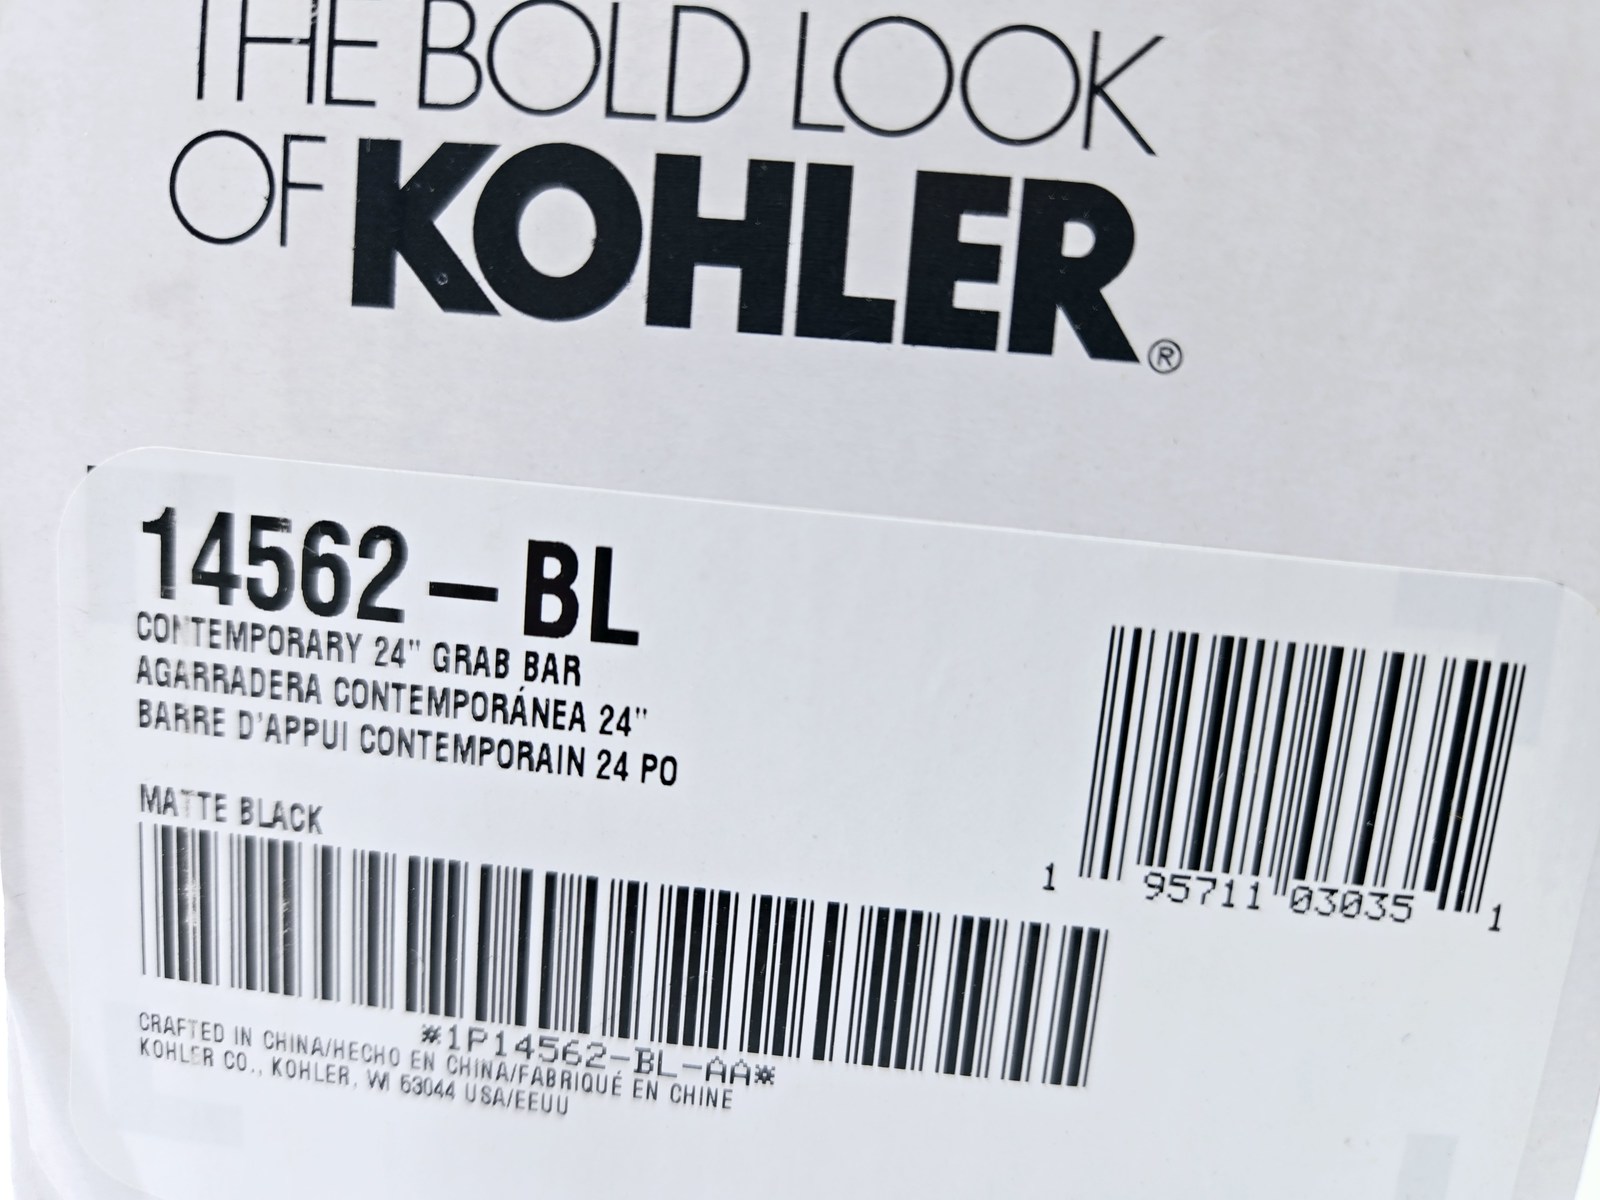 THE BOLD LOOK
OF KOHLER®
14562-BL
CONTEMPORARY 24" GRAB BAR
AGARRADERA CONTEMPORÁNEA 24"
BARRE D'APPUI CONTEMPORAIN 24 PO
MATTE BLACK
1 95711 03035 1
*1P14562-BL-AA*
CRAFTED IN CHINA/HECHO EN CHINA/FABRIQUÉ EN CHINE
KOHLER CO., KOHLER, WI 53044 USA/EEUU